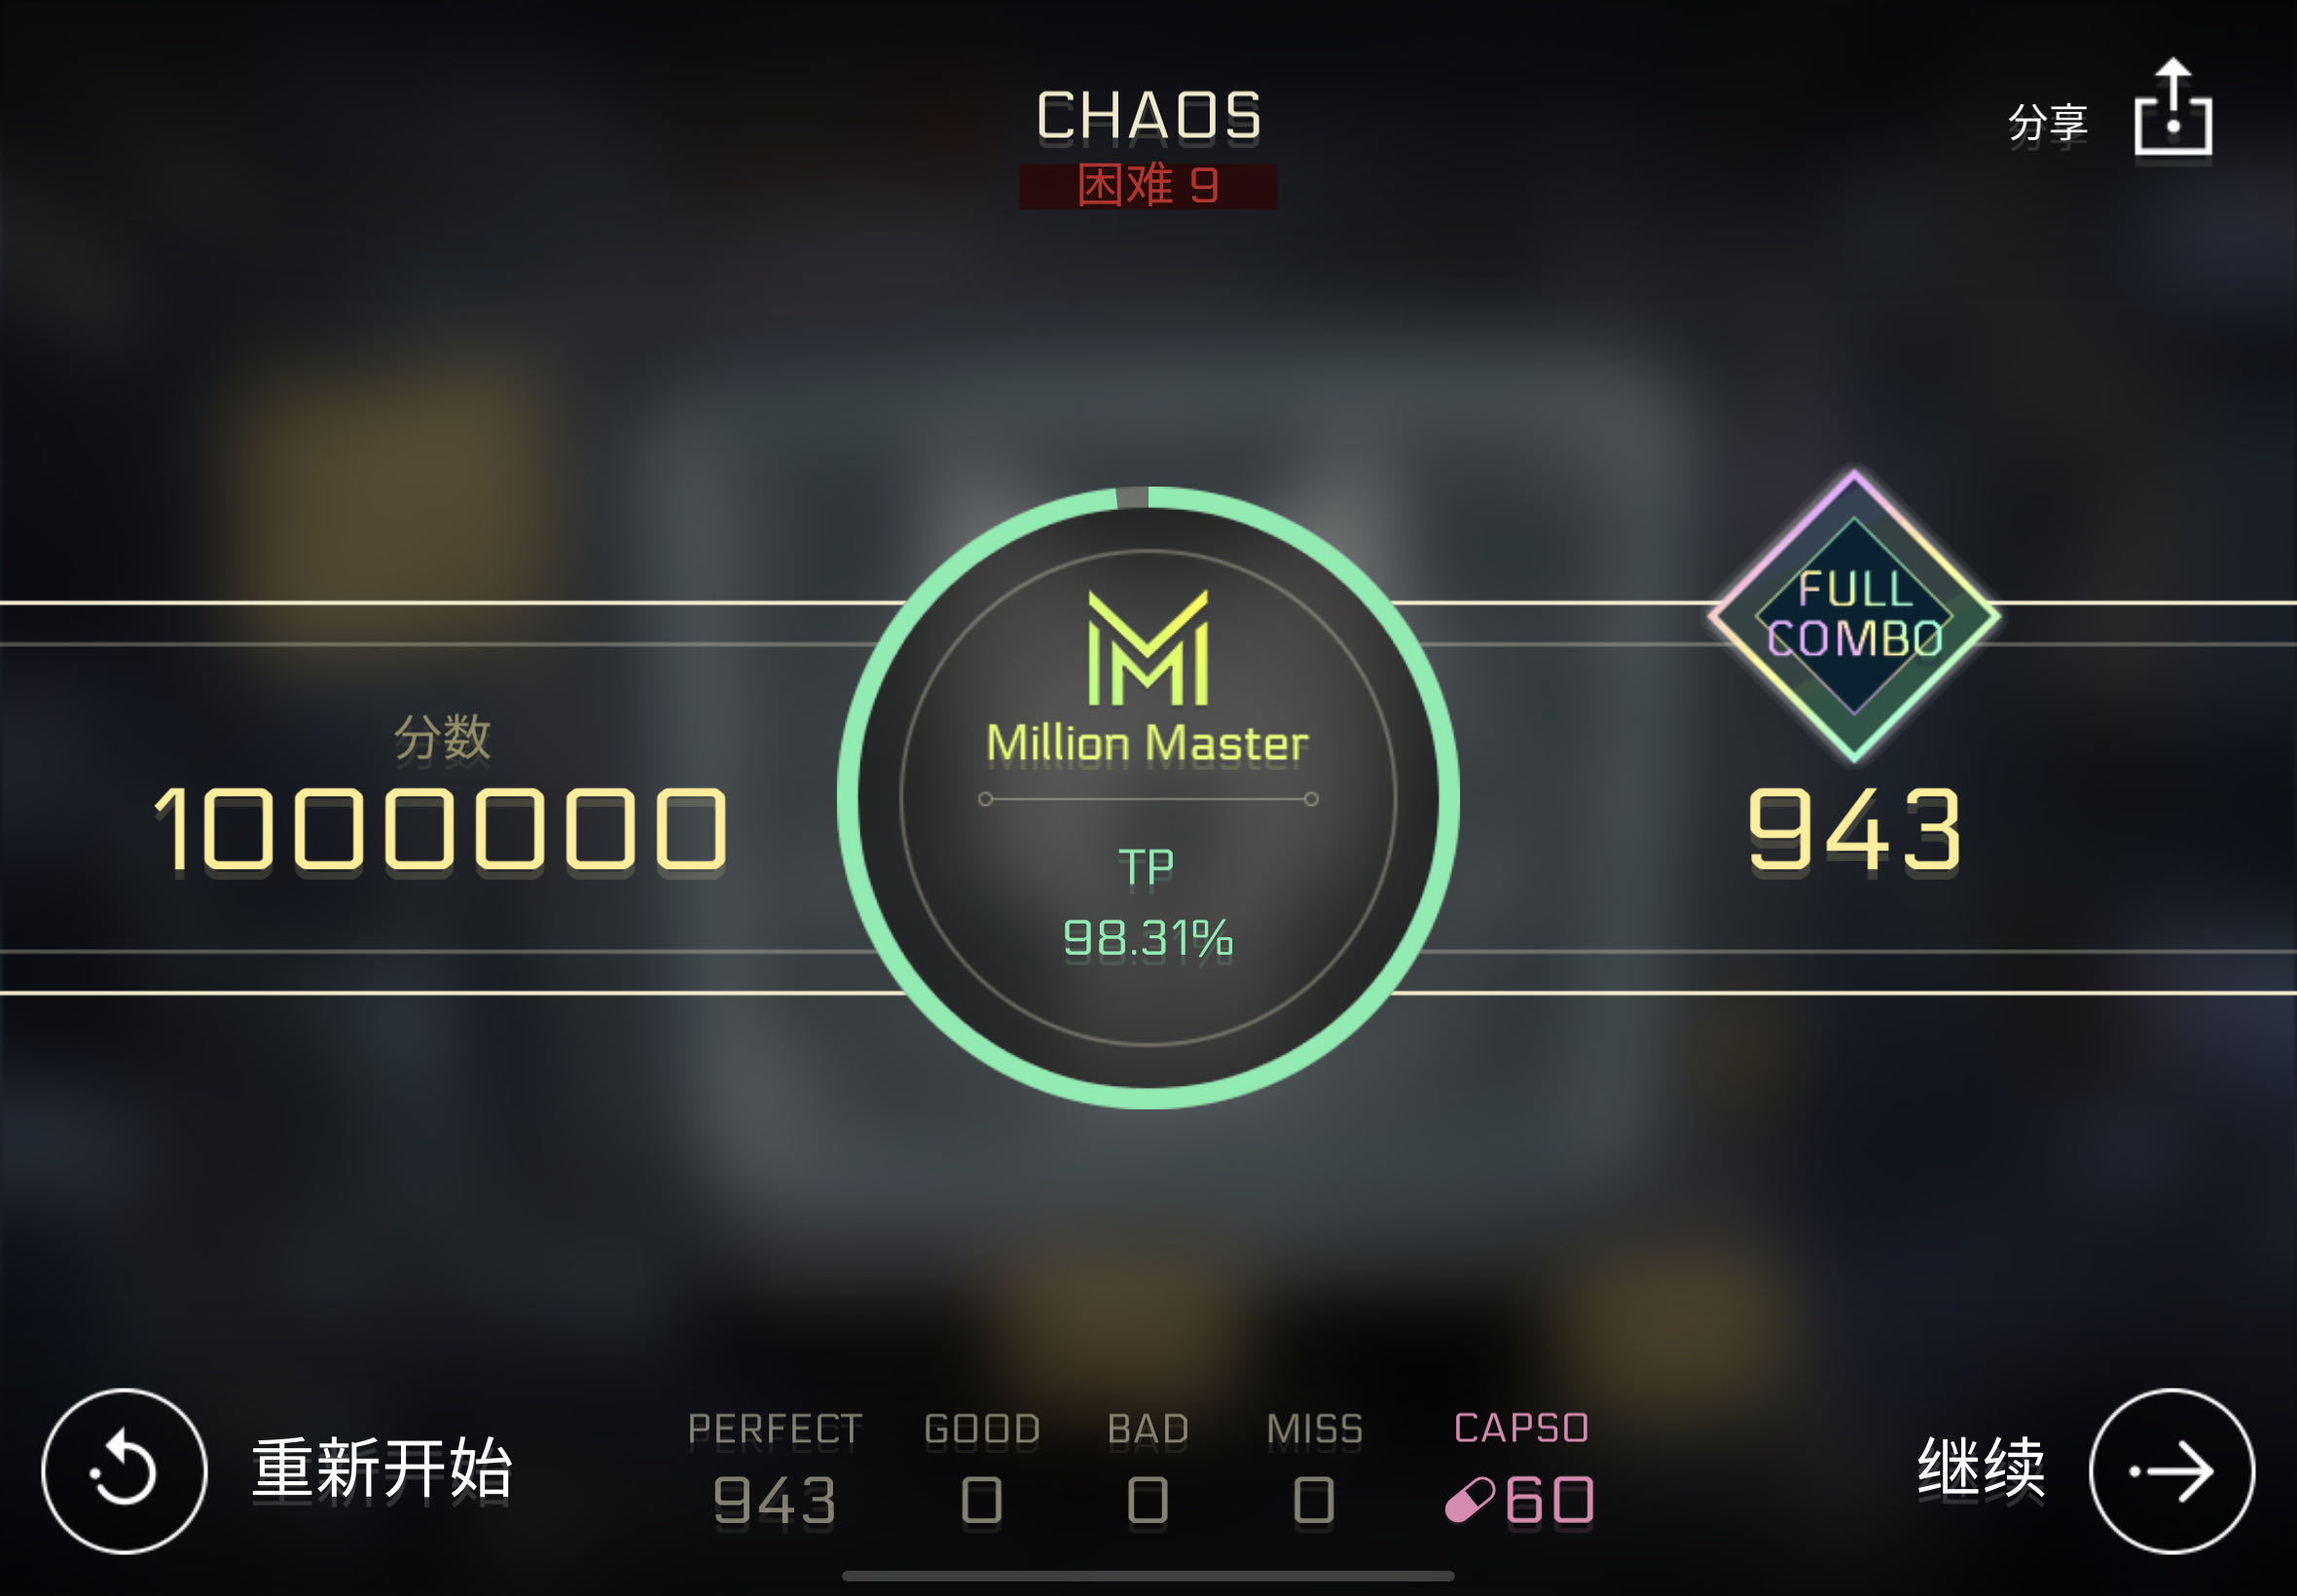 CHAOS
困难 9
分享
FULL
COMBO
Million Master
分数
1000000
943
TP
98.31%
重新开始
PERFECT GOOD BAD MISS CAPSO
943 0 0 0 60
继续